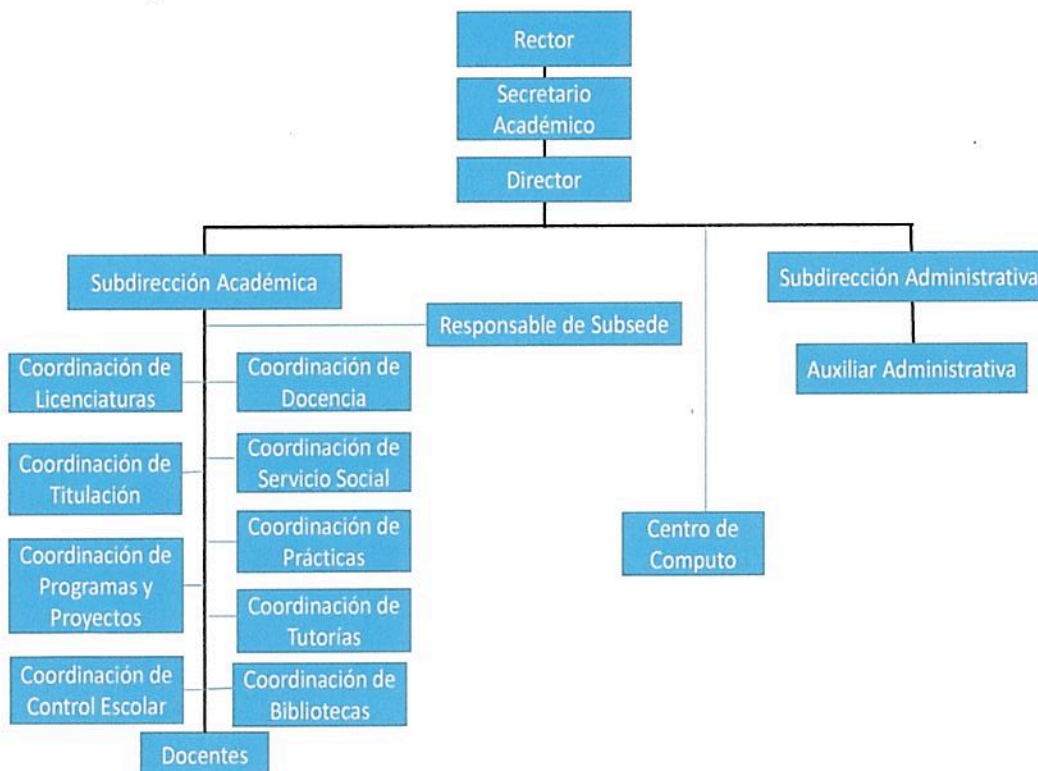 Rector
Secretario
Académico
Director
Subdirección Académica
Subdirección Administrativa
Responsable de Subsede
Auxiliar Administrativa
Coordinación de
Licenciaturas
Coordinación de
Docencia
Coordinación de
Titulación
Coordinación de
Servicio Social
Coordinación de
Prácticas
Centro de
Computo
Coordinación de
Programas y
Proyectos
Coordinación de
Tutorías
Coordinación de
Control Escolar
Coordinación de
Bibliotecas
Docentes